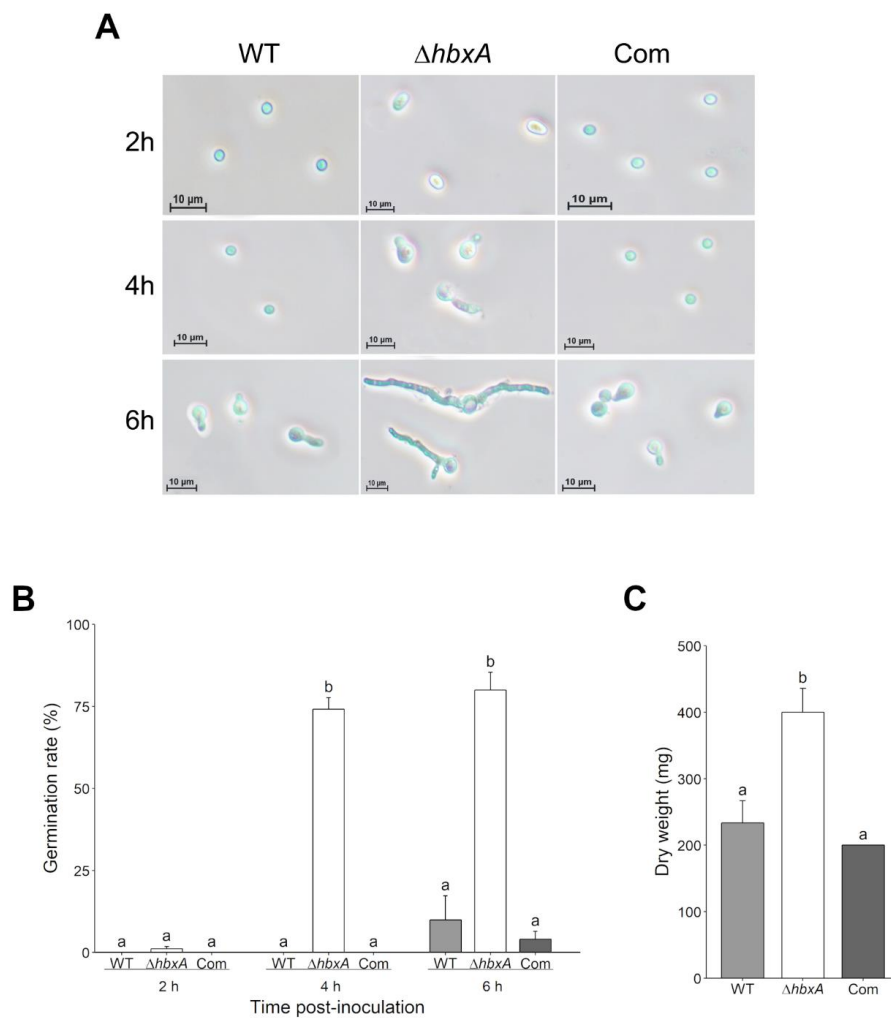 A
WT ΔhbxA Com
2h
10 µm 10 µm 10 µm
4h
10 µm 10 µm 10 µm
6h
10 µm 10 µm 10 µm
B
Germination rate (%)
100
75
50
25
0
a a a a b a a b a
WT ΔhbxA Com WT ΔhbxA Com WT ΔhbxA Com
2 h 4 h 6 h
Time post-inoculation
C
Dry weight (mg)
500
400
300
200
100
0
a b a
WT ΔhbxA Com